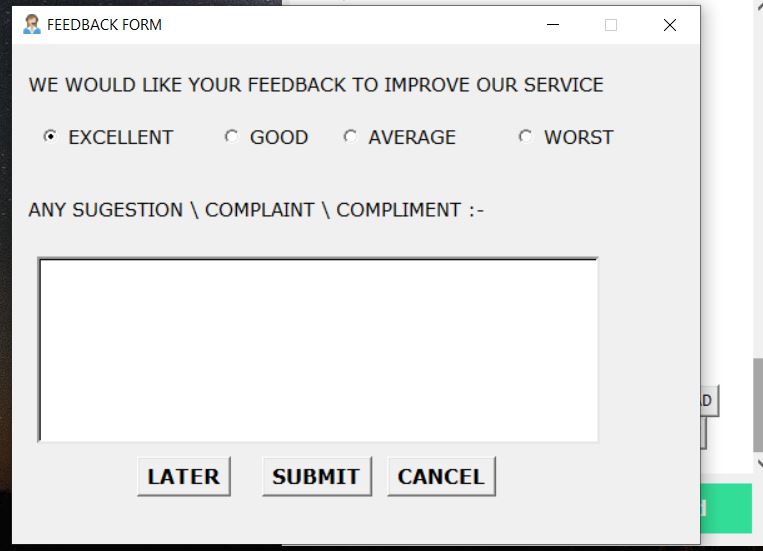 FEEDBACK FORM
WE WOULD LIKE YOUR FEEDBACK TO IMPROVE OUR SERVICE
EXCELLENT GOOD AVERAGE WORST
ANY SUGESTION \ COMPLAINT \ COMPLIMENT :-
LATER SUBMIT CANCEL